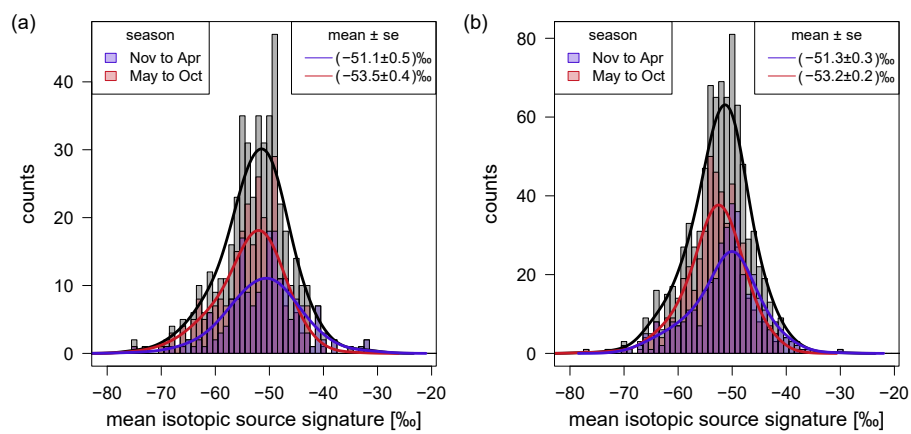 (a)
season
Nov to Apr
May to Oct
mean ± se
(−51.1±0.5)‰
(−53.5±0.4)‰
counts
0
10
20
30
40
−80
−70
−60
−50
−40
−30
−20
mean isotopic source signature [‰]
(b)
season
Nov to Apr
May to Oct
mean ± se
(−51.3±0.3)‰
(−53.2±0.2)‰
counts
0
20
40
60
80
−80
−70
−60
−50
−40
−30
−20
mean isotopic source signature [‰]